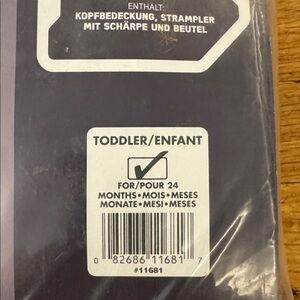 ENTHÄLT:
KOPFBEDECKUNG, STRAMPLER
MIT SCHÄRPE UND BEUTEL
TODDLER/ENFANT
FOR/POUR 24
MONTHS•MOIS•MESES
MONATE•MESI•MESES
0 82686 11681 7
#11681